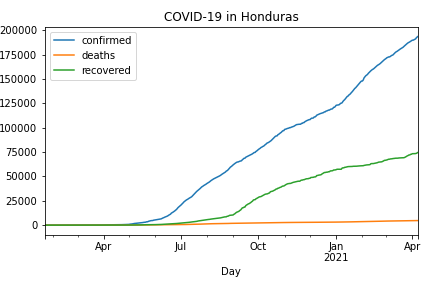 COVID-19 in Honduras
confirmed
deaths
recovered
200000
175000
150000
125000
100000
75000
50000
25000
0
Apr Jul Oct Jan Apr
2021
Day